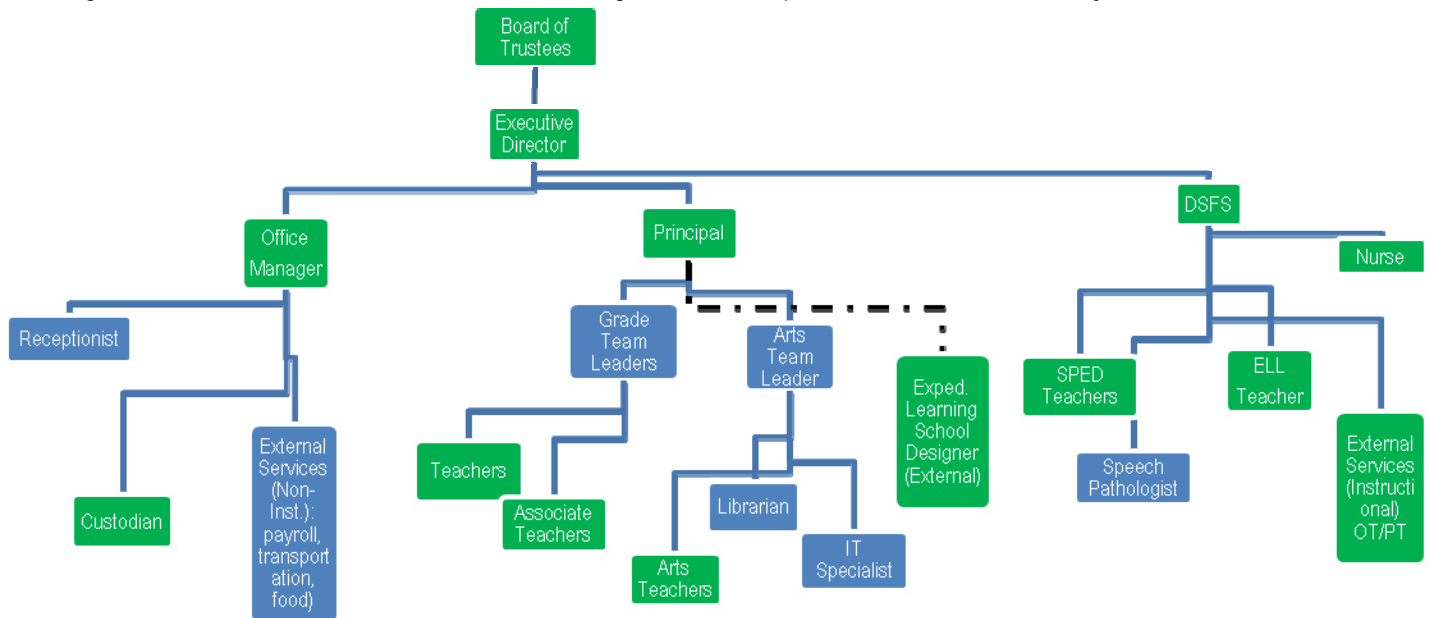 Board of
Trustees
Executive
Director
Office
Manager
Principal
DSFS
Nurse
Receptionist
Custodian
External
Services
(Non-
Inst.):
payroll,
transport
ation,
food)
Grade
Team
Leaders
Arts
Team
Leader
Exped.
Learning
School
Designer
(External)
Teachers
Associate
Teachers
Arts
Teachers
Librarian
IT
Specialist
SPED
Teachers
Speech
Pathologist
ELL
Teacher
External
Services
(Instructi
onal)
OT/PT